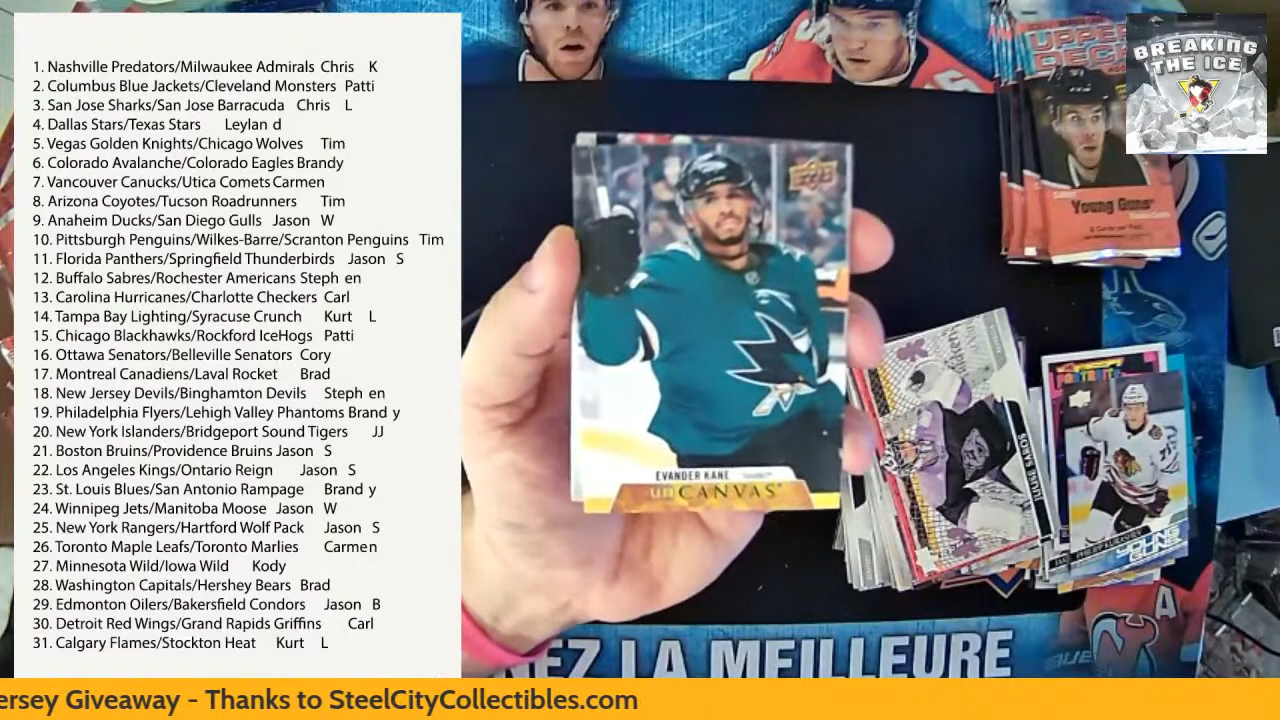 1. Nashville Predators/Milwaukee Admirals Chris K
2. Columbus Blue Jackets/Cleveland Monsters Patti
3. San Jose Sharks/San Jose Barracuda Chris L
4. Dallas Stars/Texas Stars Leylan d
5. Vegas Golden Knights/Chicago Wolves Tim
6. Colorado Avalanche/Colorado Eagles Brandy
7. Vancouver Canucks/Utica Comets Carmen
8. Arizona Coyotes/Tucson Roadrunners Tim
9. Anaheim Ducks/San Diego Gulls Jason W
10. Pittsburgh Penguins/Wilkes-Barre/Scranton Penguins Tim
11. Florida Panthers/Springfield Thunderbirds Jason S
12. Buffalo Sabres/Rochester Americans Steph en
13. Carolina Hurricanes/Charlotte Checkers Carl
14. Tampa Bay Lighting/Syracuse Crunch Kurt L
15. Chicago Blackhawks/Rockford IceHogs Patti
16. Ottawa Senators/Belleville Senators Cory
17. Montreal Canadiens/Laval Rocket Brad
18. New Jersey Devils/Binghamton Devils Steph en
19. Philadelphia Flyers/Lehigh Valley Phantoms Brand y
20. New York Islanders/Bridgeport Sound Tigers JJ
21. Boston Bruins/Providence Bruins Jason S
22. Los Angeles Kings/Ontario Reign Jason S
23. St. Louis Blues/San Antonio Rampage Brand y
24. Winnipeg Jets/Manitoba Moose Jason W
25. New York Rangers/Hartford Wolf Pack Jason S
26. Toronto Maple Leafs/Toronto Marlies Carmen
27. Minnesota Wild/Iowa Wild Kody
28. Washington Capitals/Hershey Bears Brad
29. Edmonton Oilers/Bakersfield Condors Jason B
30. Detroit Red Wings/Grand Rapids Griffins Carl
31. Calgary Flames/Stockton Heat Kurt L
UPPER
DECK
BREAKING
THE ICE
Young Guns
EVANDER KANE
UD CANVAS
JUUSE SAROS
PHILIPP KURASHEV
YOUNG
GUNS
A
NEZ LA MEILLEURE
ersey Giveaway - Thanks to SteelCityCollectibles.com